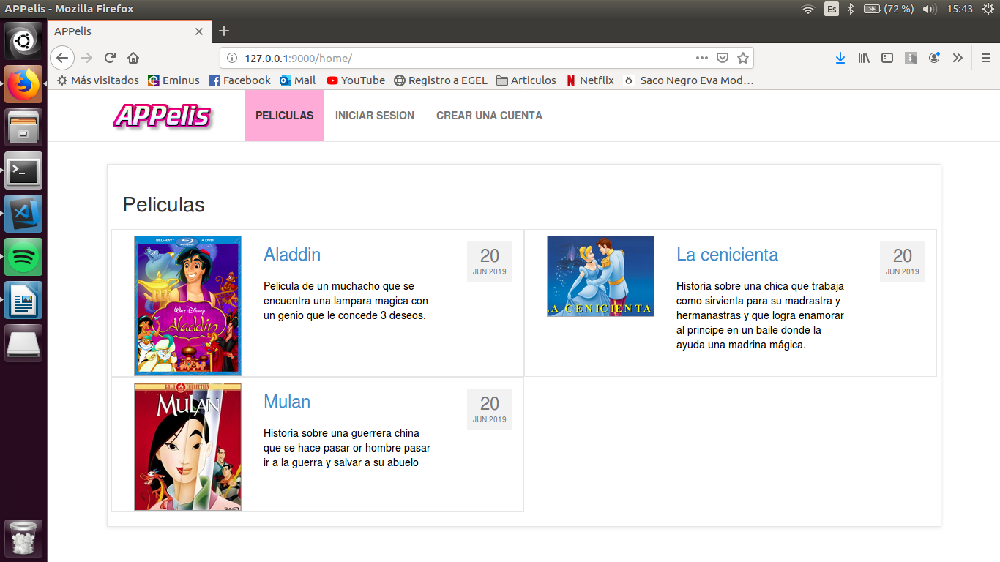 APPelis - Mozilla Firefox
Es
(72 %)
15:43
APPelis
127.0.0.1:9000/home/
Más visitados
Eminus
Facebook
Mail
YouTube
Registro a EGEL
Articulos
Netflix
Saco Negro Eva Mod…
APPelis
PELICULAS
INICIAR SESION
CREAR UNA CUENTA
Peliculas
BLU-RAY + DVD
Walt Disney
Aladdin
Aladdin
Pelicula de un muchacho que se
encuentra una lampara magica con
un genio que le concede 3 deseos.
20
JUN 2019
LA CENICIENTA
La cenicienta
Historia sobre una chica que trabaja
como sirvienta para su madrastra y
hermanastras y que logra enamorar
al principe en un baile donde la
ayuda una madrina mágica.
20
JUN 2019
GOLD COLLECTION
MULAN
Mulan
Historia sobre una guerrera china
que se hace pasar or hombre pasar
ir a la guerra y salvar a su abuelo
20
JUN 2019